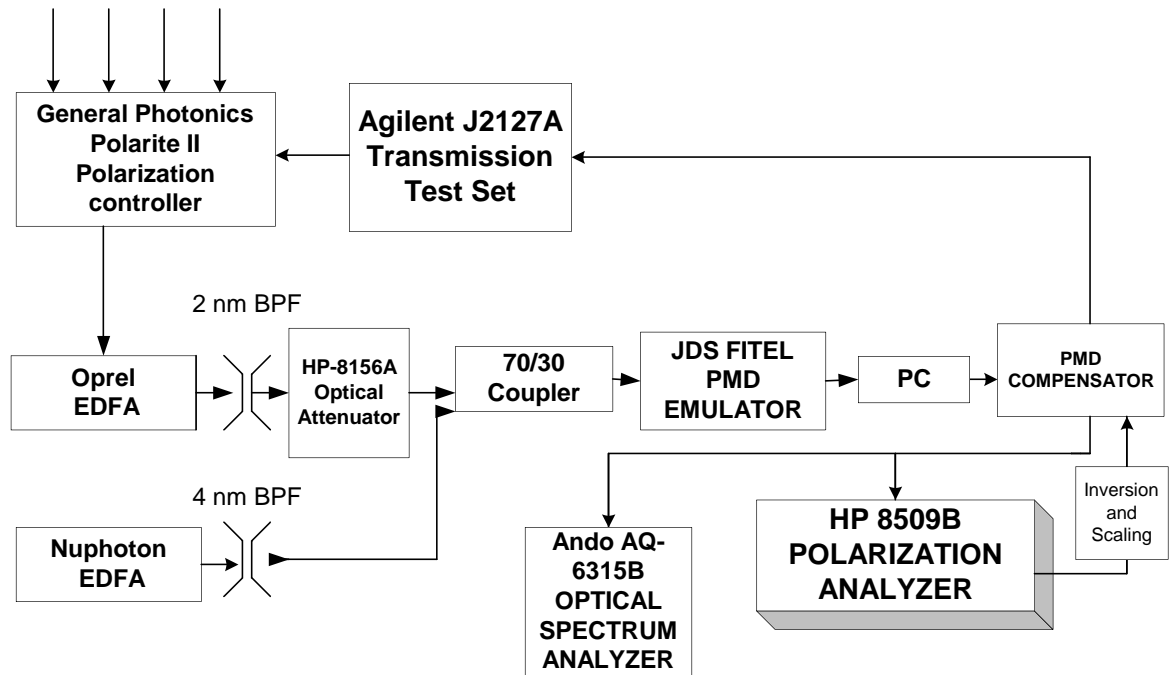 General Photonics
Polarite II
Polarization
controller
Agilent J2127A
Transmission
Test Set
2 nm BPF
Oprel
EDFA
HP-8156A
Optical
Attenuator
70/30
Coupler
JDS FITEL
PMD
EMULATOR
PC
PMD
COMPENSATOR
4 nm BPF
Nuphoton
EDFA
Ando AQ-
6315B
OPTICAL
SPECTRUM
ANALYZER
HP 8509B
POLARIZATION
ANALYZER
Inversion
and
Scaling